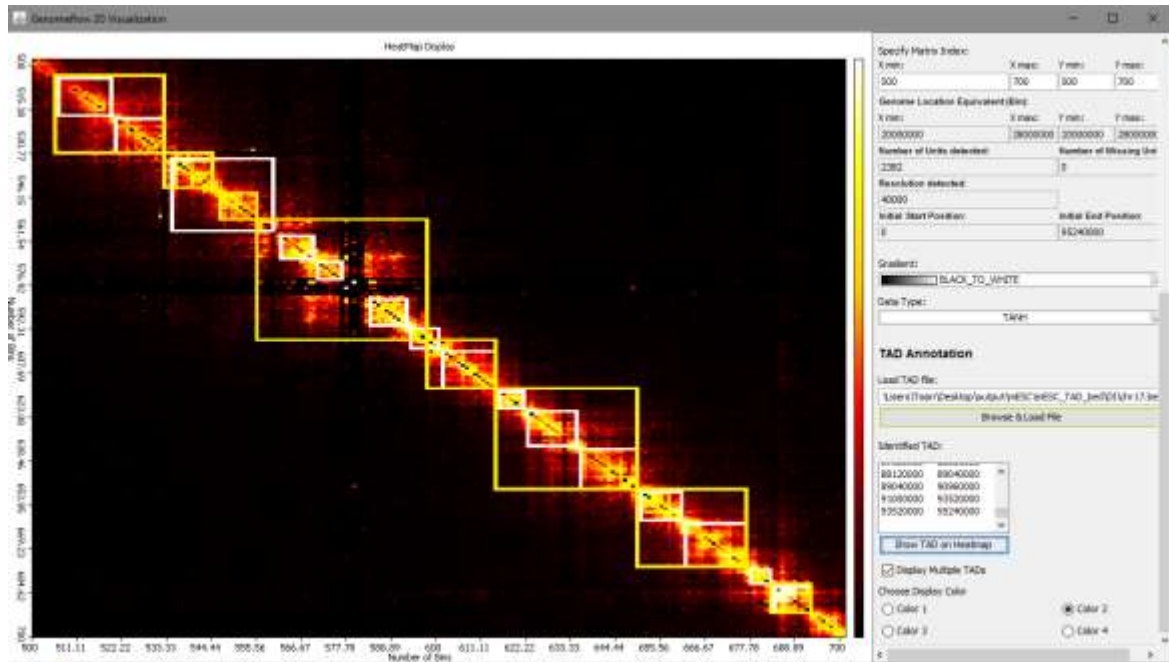 GenomeFlow 2D Visualization
HeatMap Display
Specify Matrix Index:
X min: X max: Y min: Y max:
500 700 500 700
Genome Location Equivalent (Bin):
X min: X max: Y min: Y max:
20000000 28000000 20000000 28000000
Number of Units detected: Number of Missing Uni
2382 0
Resolution detected:
40000
Initial Start Position: Initial End Position:
0 95240000
Gradient:
BLACK_TO_WHITE
Data Type:
TAD Annotation
Load TAD file:
Browse & Load File
Identified TAD:
89040000 90960000
91080000 93520000
93520000 95240000
Show TAD on Heatmap
Display Multiple TADs
Choose Display Color
Color 1 Color 2
Color 3 Color 4
Number of Bins
500 511.11 522.22 533.33 544.44 555.56 566.67 577.78 588.89 600 611.11 622.22 633.33 644.44 655.56 666.67 677.78 688.89 700
Number of Bins